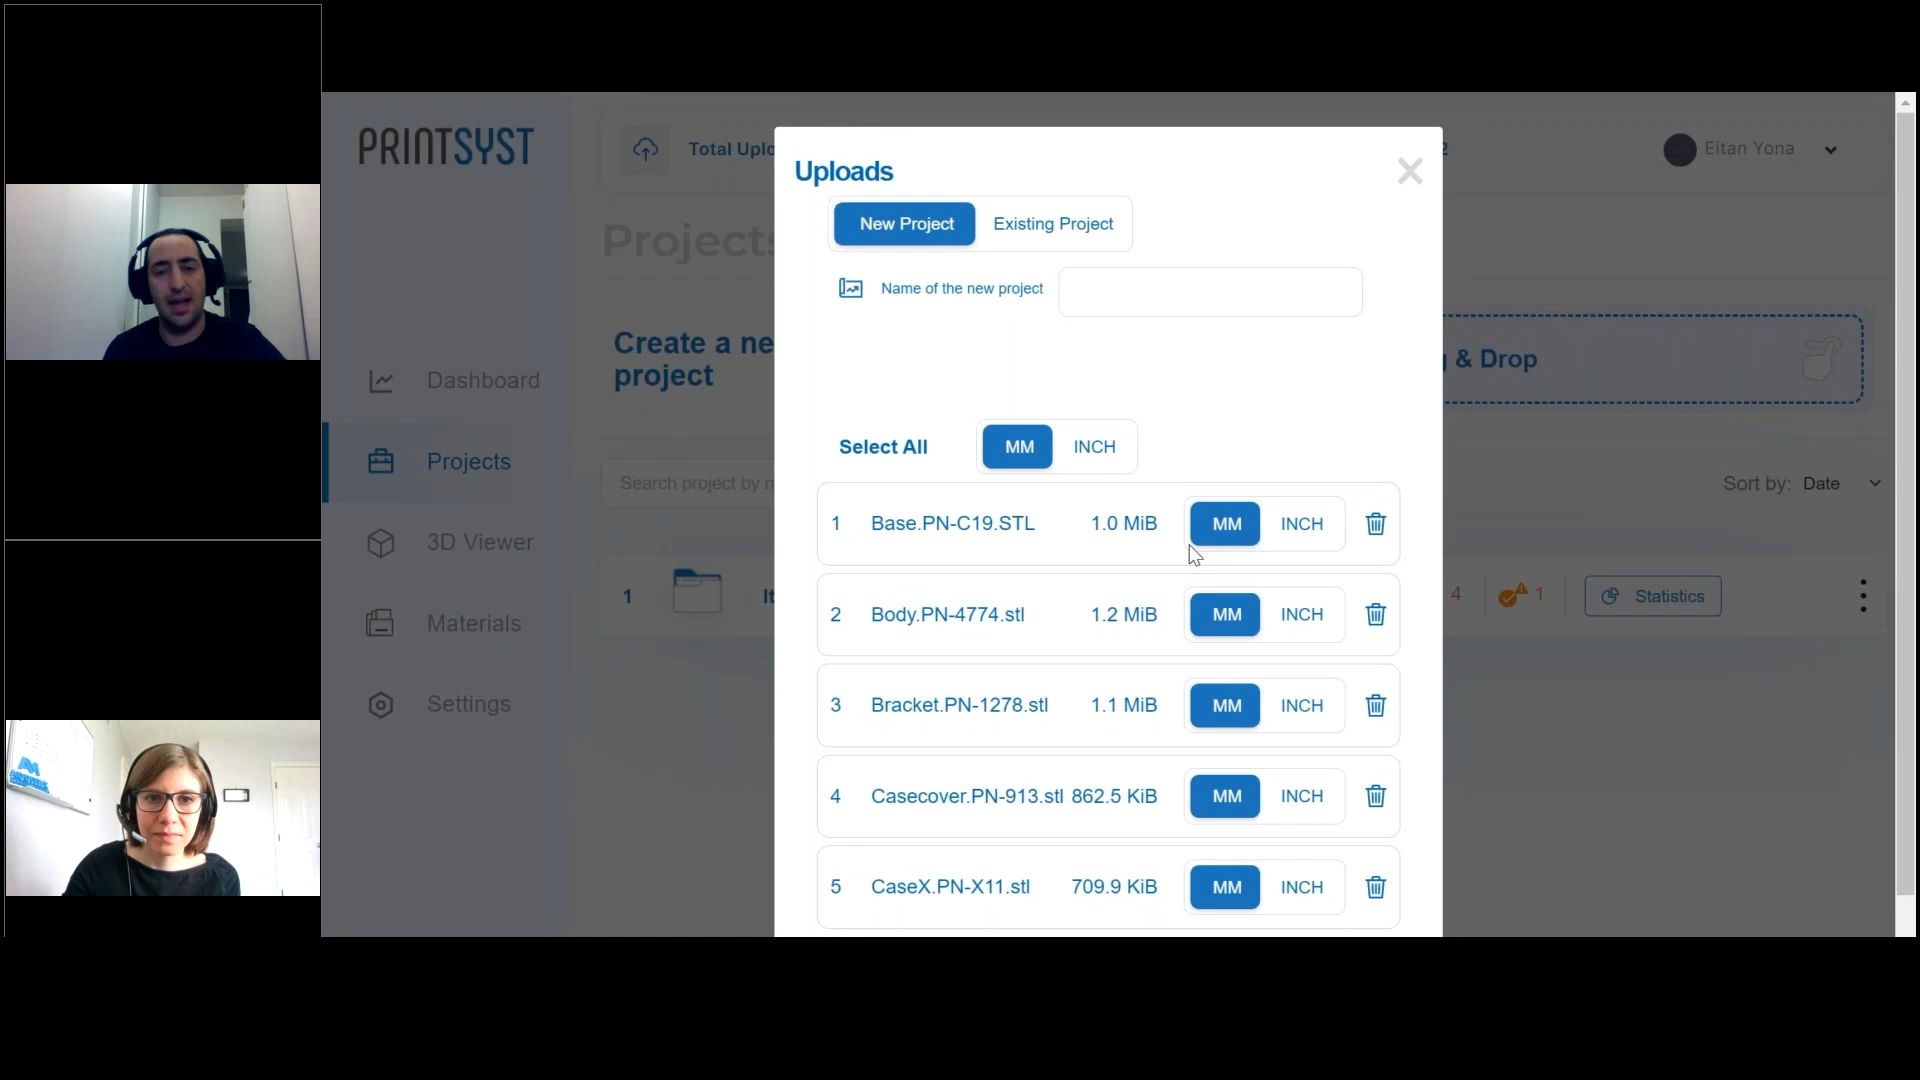 PRINTSYST
Total Uplo
2
Eitan Yona
Projects
Create a ne
project
g & Drop
Search project by n
Sort by: Date
1
It
4
1
Statistics
Dashboard
Projects
3D Viewer
Materials
Settings
Uploads
New Project
Existing Project
Name of the new project
Select All
MM
INCH
1 Base.PN-C19.STL 1.0 MiB MM INCH
2 Body.PN-4774.stl 1.2 MiB MM INCH
3 Bracket.PN-1278.stl 1.1 MiB MM INCH
4 Casecover.PN-913.stl 862.5 KiB MM INCH
5 CaseX.PN-X11.stl 709.9 KiB MM INCH